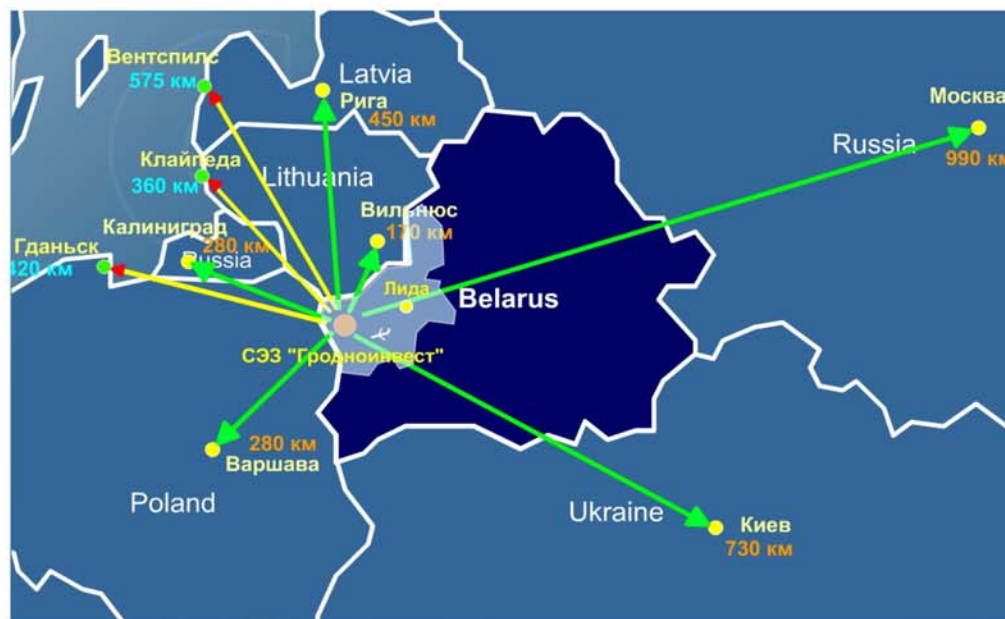 Вентспилс
575 км
Latvia
Рига
450 км
Москва
Russia
990 км
Клайпеда
360 км
Lithuania
Вильнюс
170 км
Калининград
280 км
Russia
Гданьск
420 км
Лида
Belarus
СЭЗ "Гродноинвест"
280 км
Варшава
Poland
Ukraine
Киев
730 км